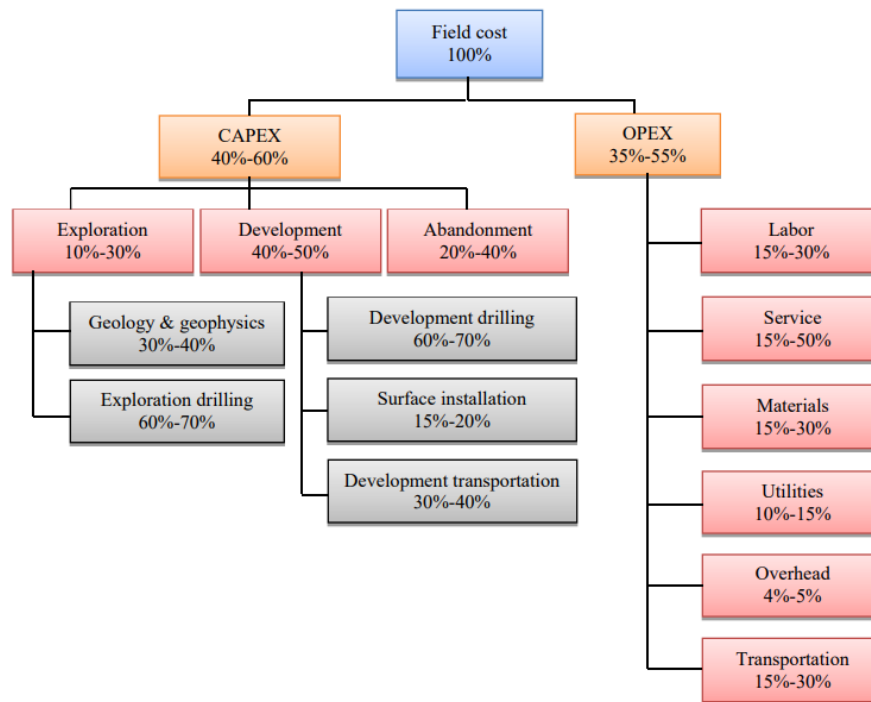 Field cost
100%
CAPEX
40%-60%
OPEX
35%-55%
Exploration
10%-30%
Development
40%-50%
Abandonment
20%-40%
Labor
15%-30%
Geology & geophysics
30%-40%
Development drilling
60%-70%
Service
15%-50%
Exploration drilling
60%-70%
Surface installation
15%-20%
Materials
15%-30%
Development transportation
30%-40%
Utilities
10%-15%
Overhead
4%-5%
Transportation
15%-30%